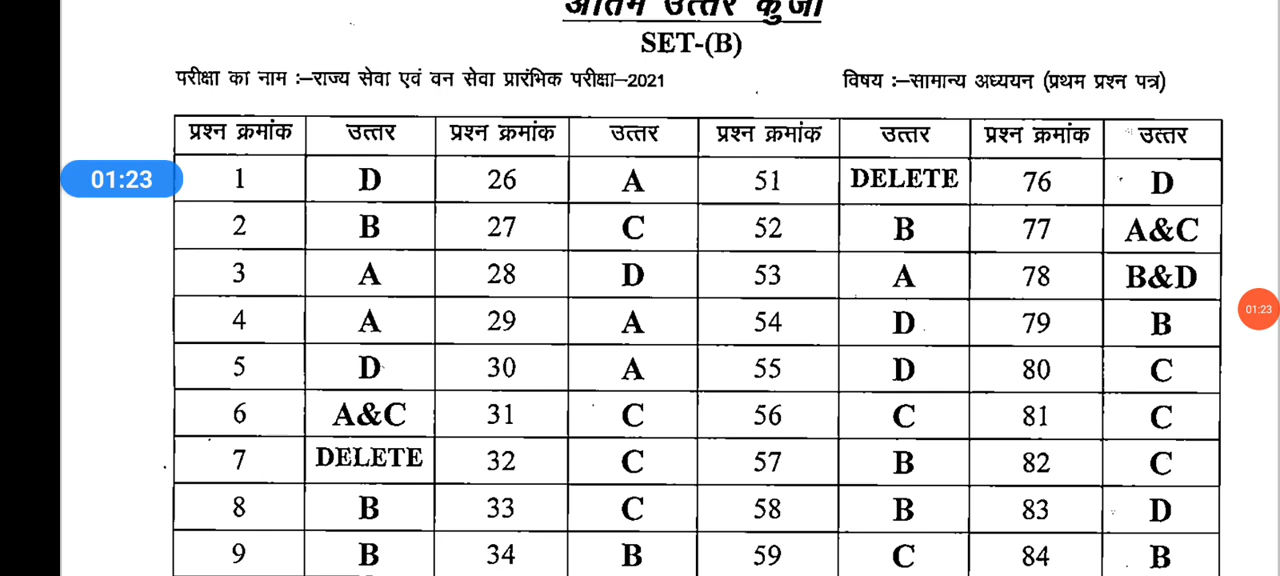 अंतिम उत्तर कुंजी
SET-(B)
परीक्षा का नाम :–राज्य सेवा एवं वन सेवा प्रारंभिक परीक्षा–2021 विषय :–सामान्य अध्ययन (प्रथम प्रश्न पत्र)
प्रश्न क्रमांक उत्तर प्रश्न क्रमांक उत्तर प्रश्न क्रमांक उत्तर प्रश्न क्रमांक उत्तर
01:23 1 D 26 A 51 DELETE 76 D
2 B 27 C 52 B 77 A&C
3 A 28 D 53 A 78 B&D
01:23
4 A 29 A 54 D 79 B
5 D 30 A 55 D 80 C
6 A&C 31 C 56 C 81 C
7 DELETE 32 C 57 B 82 C
8 B 33 C 58 B 83 D
9 B 34 B 59 C 84 B